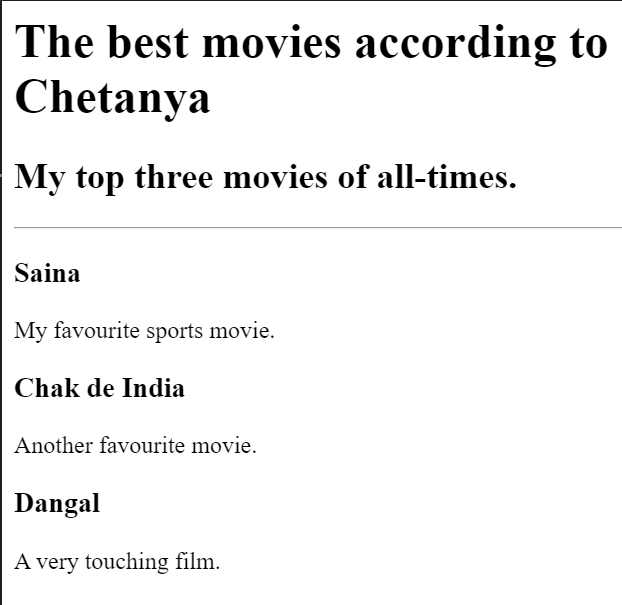 The best movies according to
Chetanya
My top three movies of all-times.
Saina
My favourite sports movie.
Chak de India
Another favourite movie.
Dangal
A very touching film.